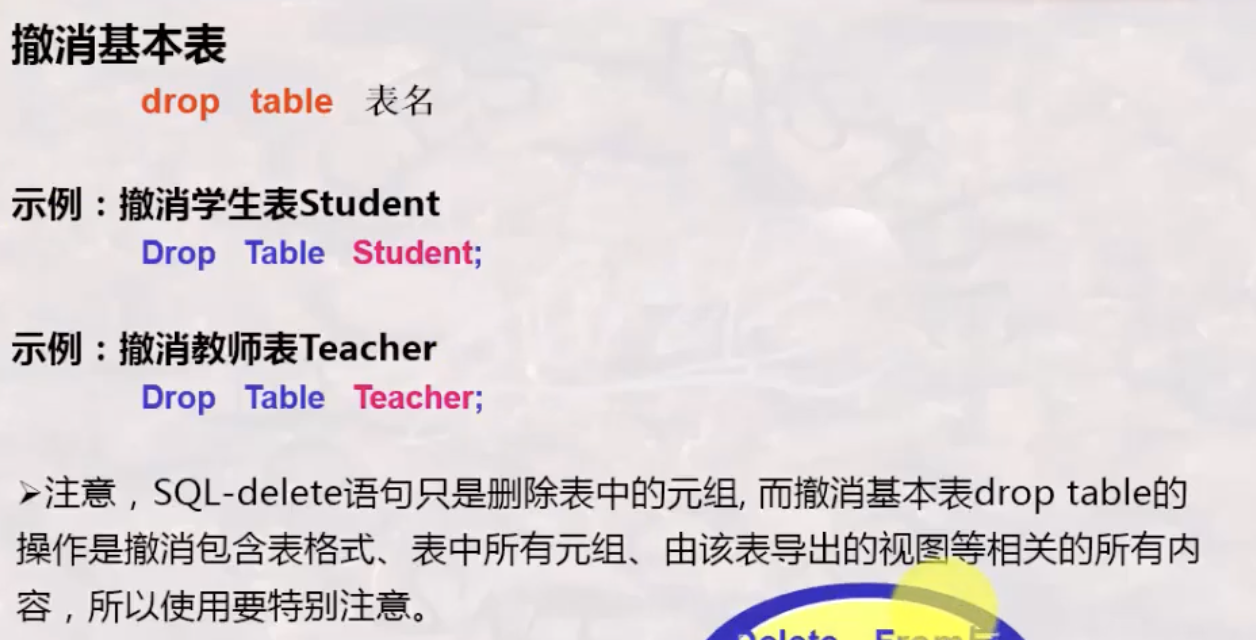 撤消基本表
drop table 表名
示例：撤消学生表Student
Drop Table Student;
示例：撤消教师表Teacher
Drop Table Teacher;
➢注意，SQL-delete语句只是删除表中的元组, 而撤消基本表drop table的
操作是撤消包含表格式、表中所有元组、由该表导出的视图等相关的所有内
容，所以使用要特别注意。
Delete From与